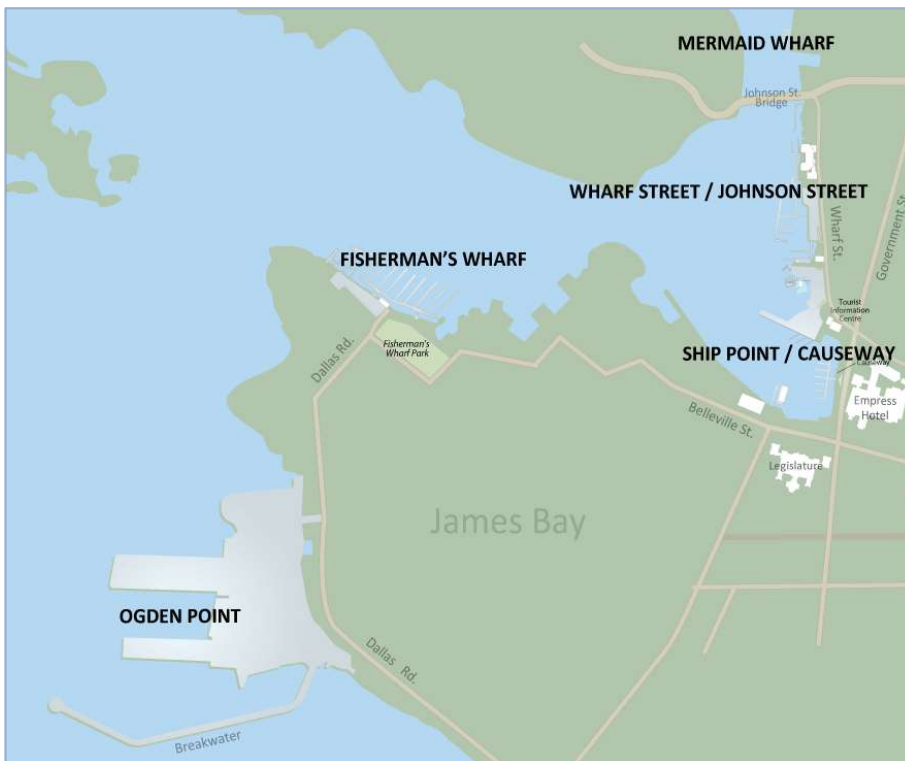 MERMAID WHARF
Johnson St.
Bridge
WHARF STREET / JOHNSON STREET
Wharf St.
Government St.
FISHERMAN'S WHARF
Tourist
Information
Centre
Fisherman's
Wharf Park
Dallas Rd.
SHIP POINT / CAUSEWAY
Causeway
Empress
Hotel
Belleville St.
Legislature
James Bay
OGDEN POINT
Dallas Rd.
Breakwater